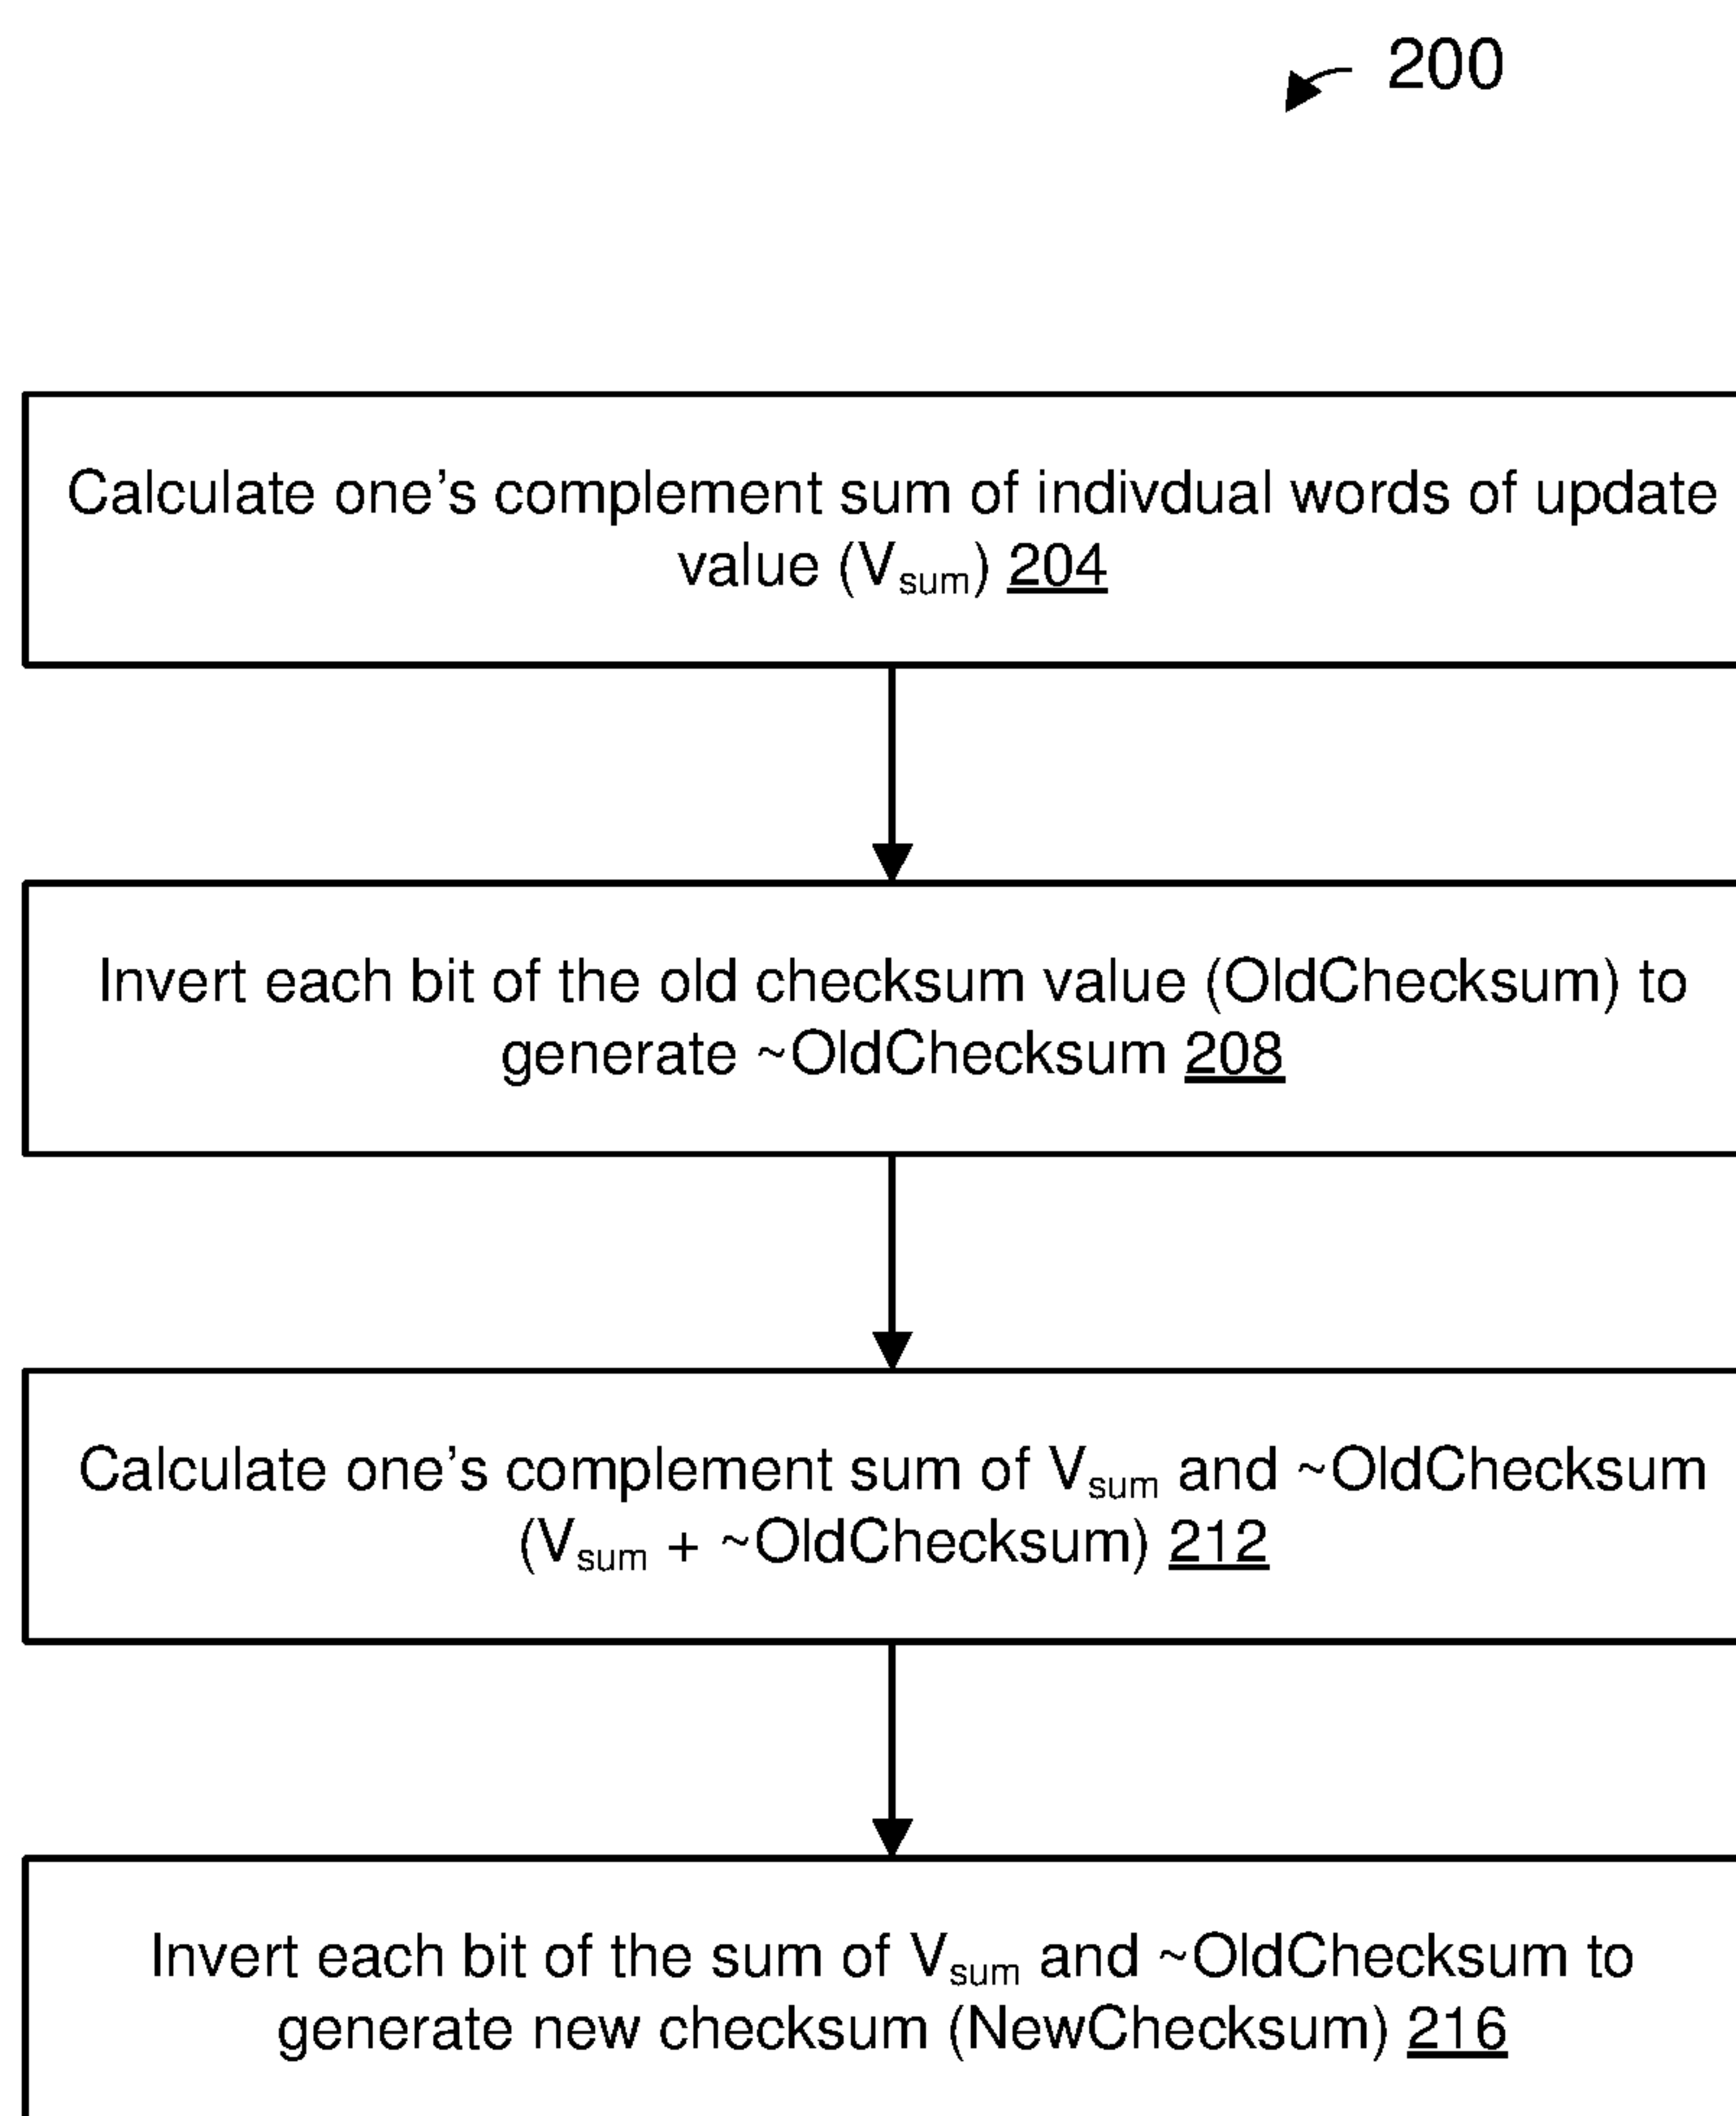 200
Calculate one’s complement sum of indivdual words of update
value (Vsum) 204
Invert each bit of the old checksum value (OldChecksum) to
generate ~OldChecksum 208
Calculate one’s complement sum of Vsum and ~OldChecksum
(Vsum + ~OldChecksum) 212
Invert each bit of the sum of Vsum and ~OldChecksum to
generate new checksum (NewChecksum) 216